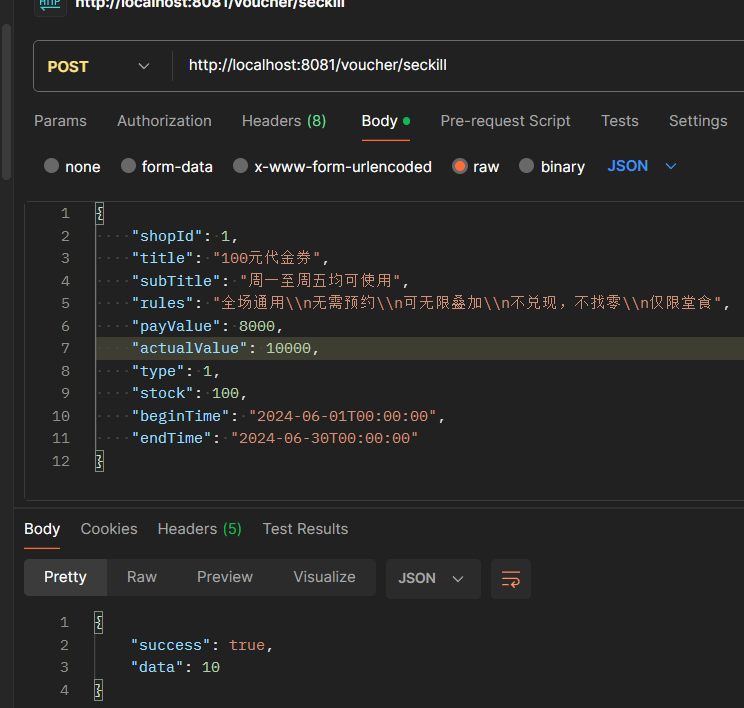 HTTP http://localhost:8081/voucher/seckill
POST http://localhost:8081/voucher/seckill
Params Authorization Headers (8) Body Pre-request Script Tests Settings
none form-data x-www-form-urlencoded raw binary JSON
1 {
2 "shopId": 1,
3 "title": "100元代金券",
4 "subTitle": "周一至周五均可使用",
5 "rules": "全场通用\\n无需预约\\n可无限叠加\\n不兑现，不找零\\n仅限堂食",
6 "payValue": 8000,
7 "actualValue": 10000,
8 "type": 1,
9 "stock": 100,
10 "beginTime": "2024-06-01T00:00:00",
11 "endTime": "2024-06-30T00:00:00"
12 }
Body Cookies Headers (5) Test Results
Pretty Raw Preview Visualize JSON
1 {
2 "success": true,
3 "data": 10
4 }